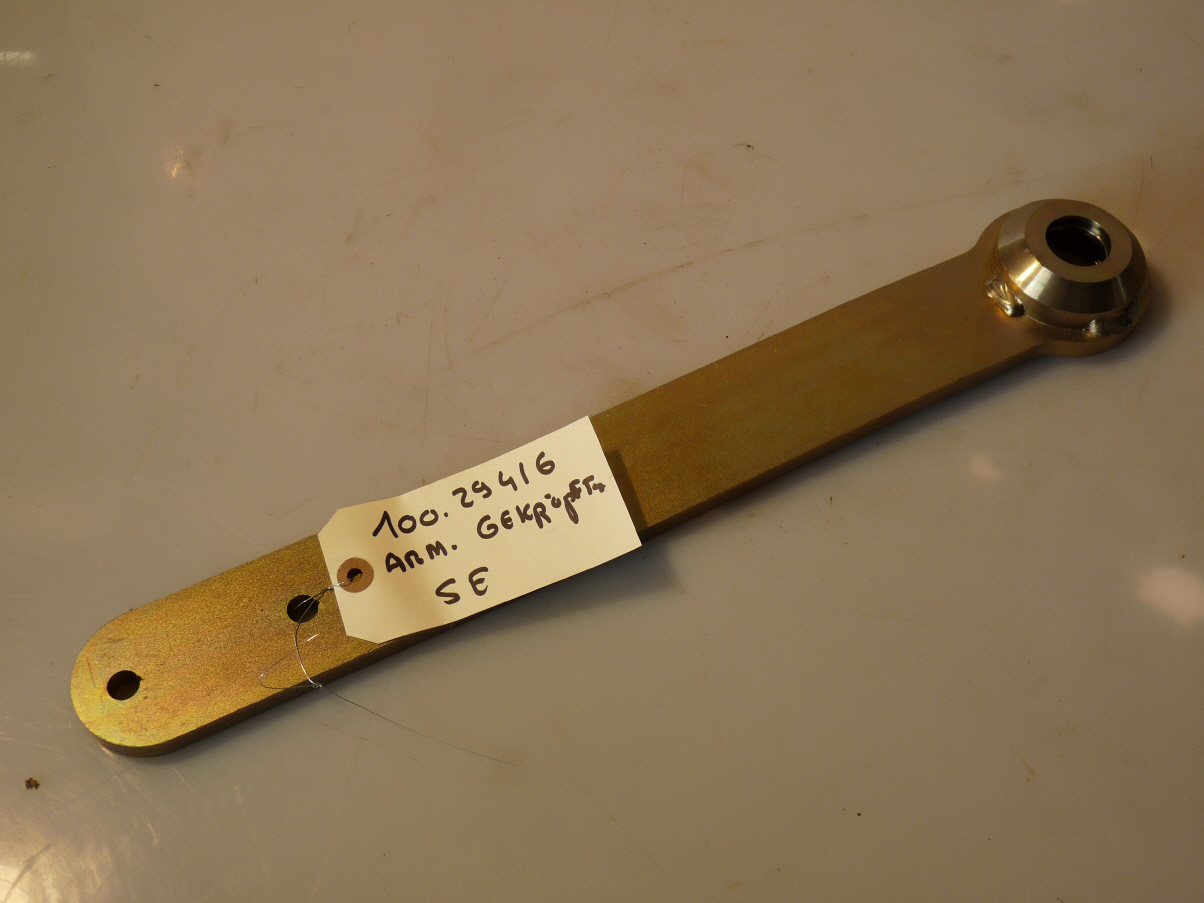 100.29416
ARM. GEKRöpfT
SE